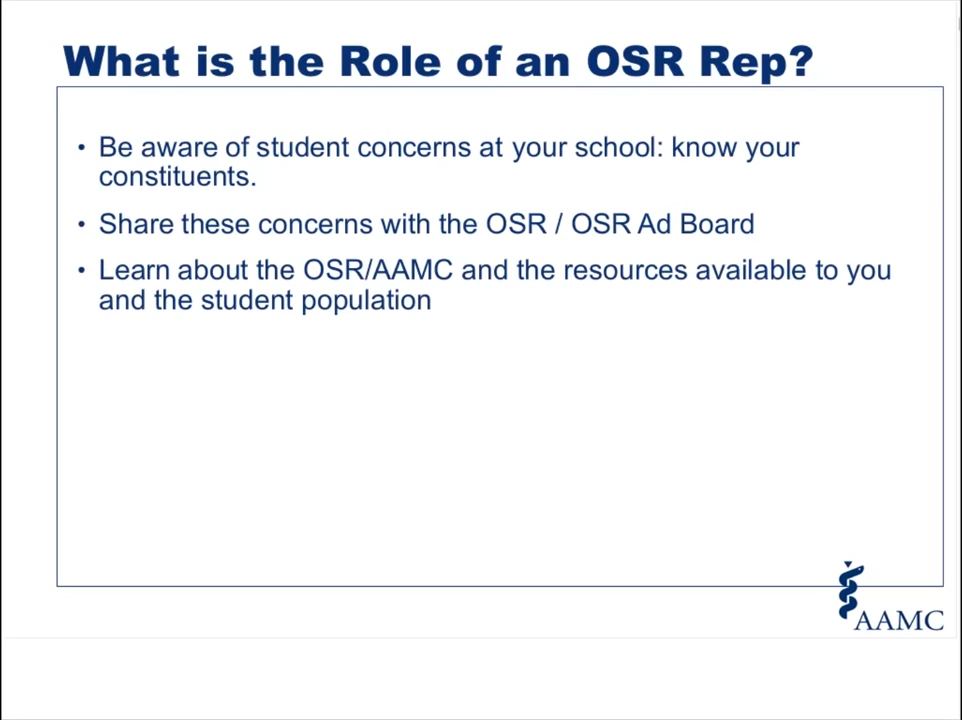 What is the Role of an OSR Rep?
• Be aware of student concerns at your school: know your
constituents.
• Share these concerns with the OSR / OSR Ad Board
• Learn about the OSR/AAMC and the resources available to you
and the student population
AAMC